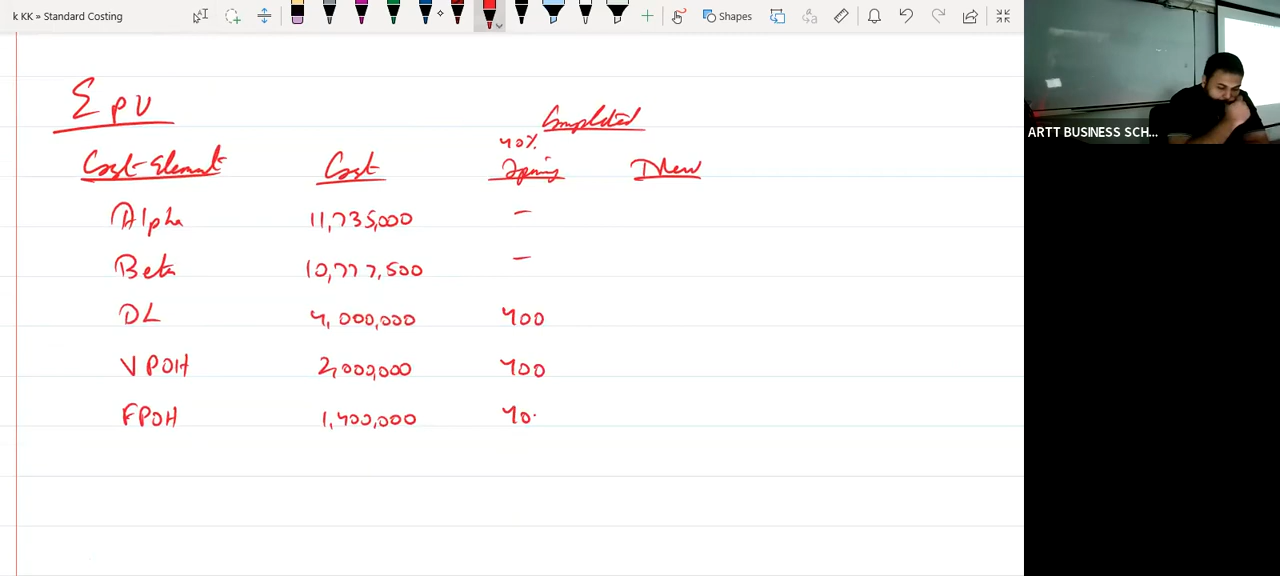 k KK » Standard Costing
Shapes
ARTT BUSINESS SCH...
EPU
Completed
40%
Cost Element Cost Opening New
Alpha 11,735,000 –
Beta 10,777,500 –
DL 4,000,000 400
VPOH 2,000,000 400
FPOH 1,400,000 40